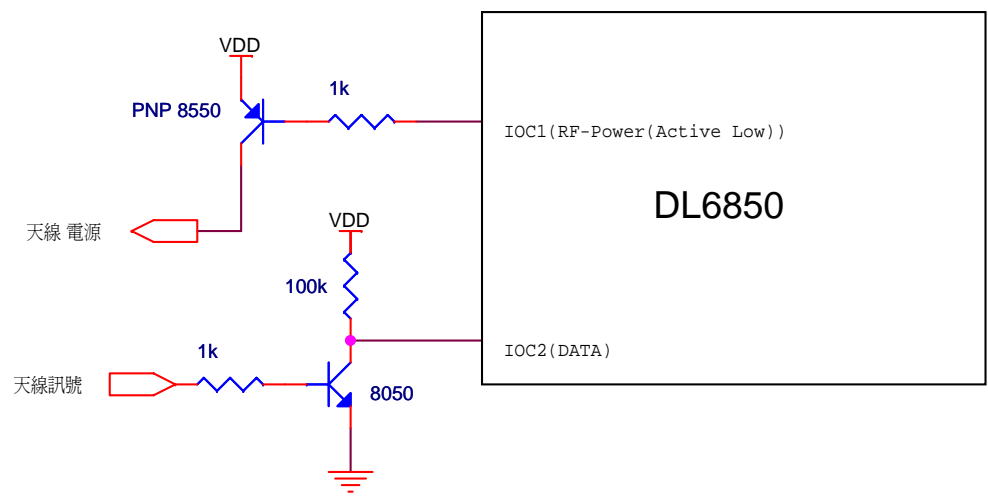 VDD
1k
PNP 8550
IOC1(RF-Power(Active Low))
DL6850
天線 電源
VDD
100k
IOC2(DATA)
1k
天線訊號
8050